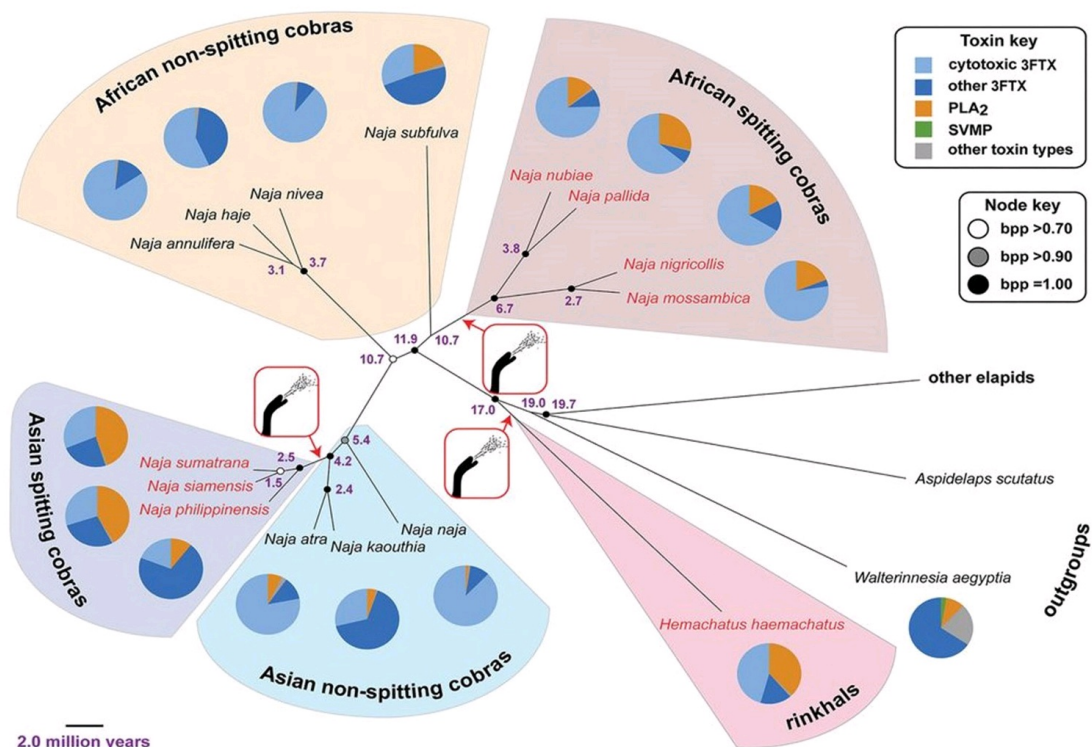 African non-spitting cobras
Naja subfulva
Naja nivea
Naja haje
Naja annulifera
3.1
3.7
African spitting cobras
Naja nubiae
Naja pallida
3.8
Naja nigricollis
Naja mossambica
6.7
2.7
Toxin key
cytotoxic 3FTX
other 3FTX
PLA2
SVMP
other toxin types
Node key
bpp >0.70
bpp >0.90
bpp =1.00
11.9
10.7
10.7
17.0
19.0
19.7
other elapids
Aspidelaps scutatus
Walterinnesia aegyptia
outgroups
Hemachatus haemachatus
rinkhals
Asian spitting cobras
Naja sumatrana
Naja siamensis
Naja philippinensis
2.5
1.5
5.4
4.2
2.4
Naja naja
Naja atra
Naja kaouthia
Asian non-spitting cobras
2.0 million years